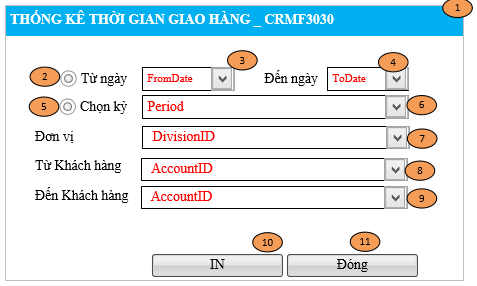 1
THỐNG KÊ THỜI GIAN GIAO HÀNG _ CRMF3030
2 Từ ngày FromDate 3 Đến ngày ToDate 4
5 Chọn kỳ Period 6
Đơn vị DivisionID 7
Từ Khách hàng AccountID 8
Đến Khách hàng AccountID 9
10 11
IN Đóng